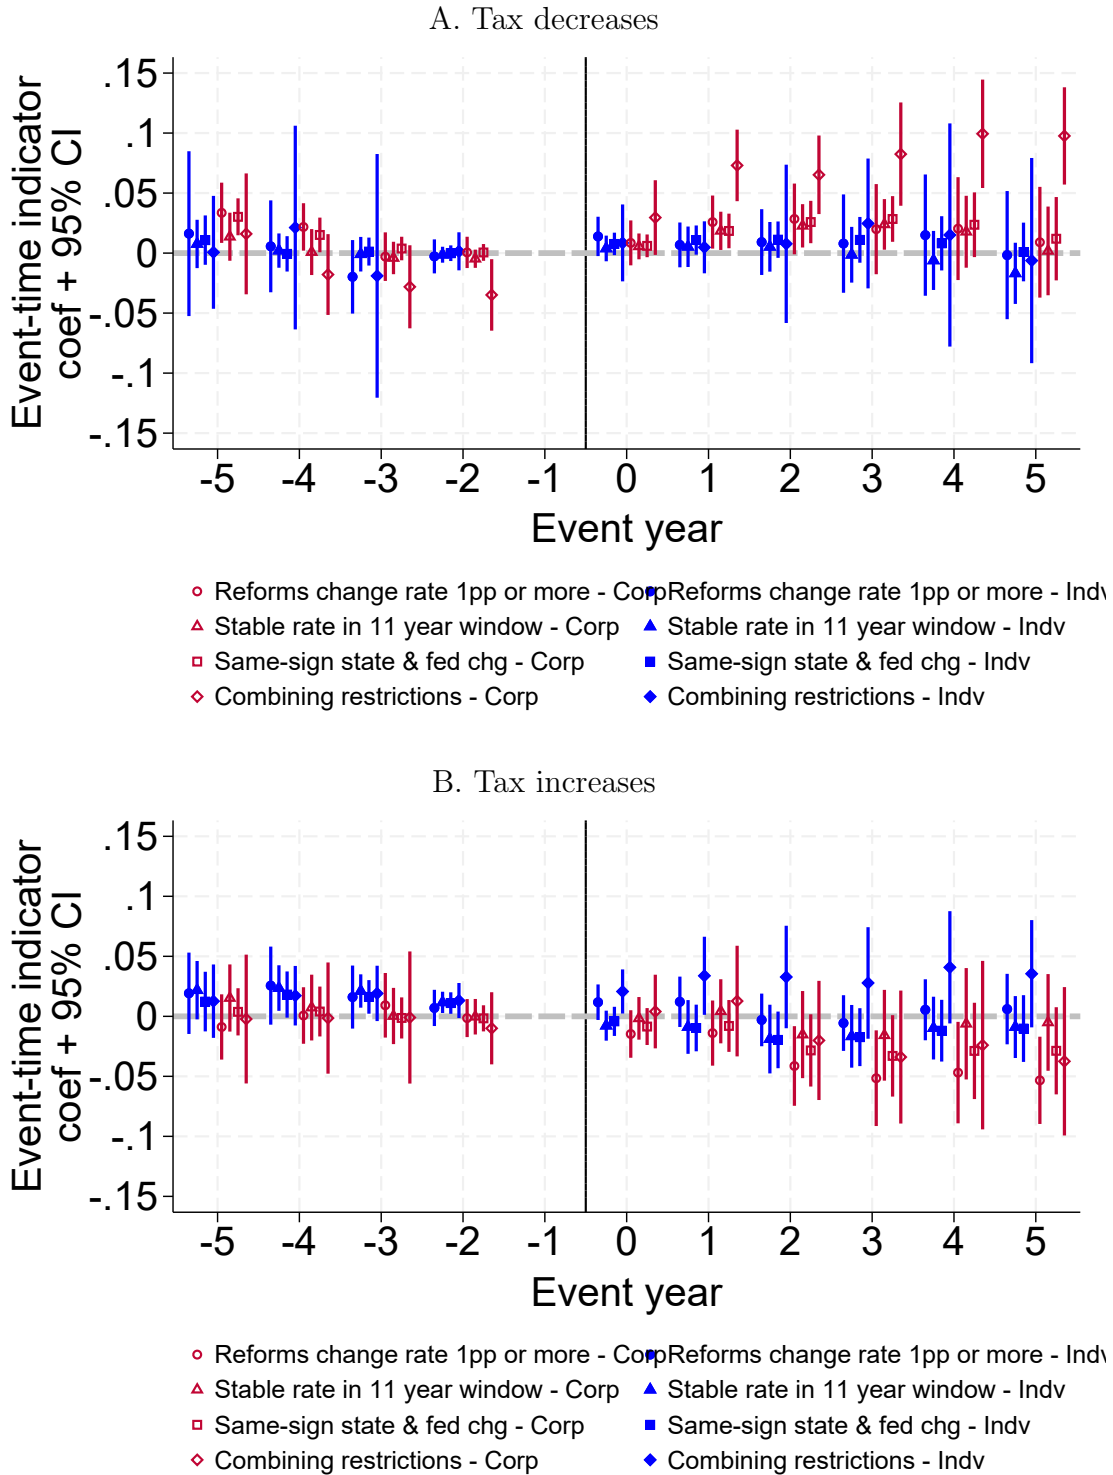 A. Tax decreases
Event-time indicator
coef + 95% CI
.15
.1
.05
0
-.05
-.1
-.15
-5 -4 -3 -2 -1 0 1 2 3 4 5
Event year
Reforms change rate 1pp or more - Corp Reforms change rate 1pp or more - Indv
Stable rate in 11 year window - Corp Stable rate in 11 year window - Indv
Same-sign state & fed chg - Corp Same-sign state & fed chg - Indv
Combining restrictions - Corp Combining restrictions - Indv
B. Tax increases
Event-time indicator
coef + 95% CI
.15
.1
.05
0
-.05
-.1
-.15
-5 -4 -3 -2 -1 0 1 2 3 4 5
Event year
Reforms change rate 1pp or more - Corp Reforms change rate 1pp or more - Indv
Stable rate in 11 year window - Corp Stable rate in 11 year window - Indv
Same-sign state & fed chg - Corp Same-sign state & fed chg - Indv
Combining restrictions - Corp Combining restrictions - Indv